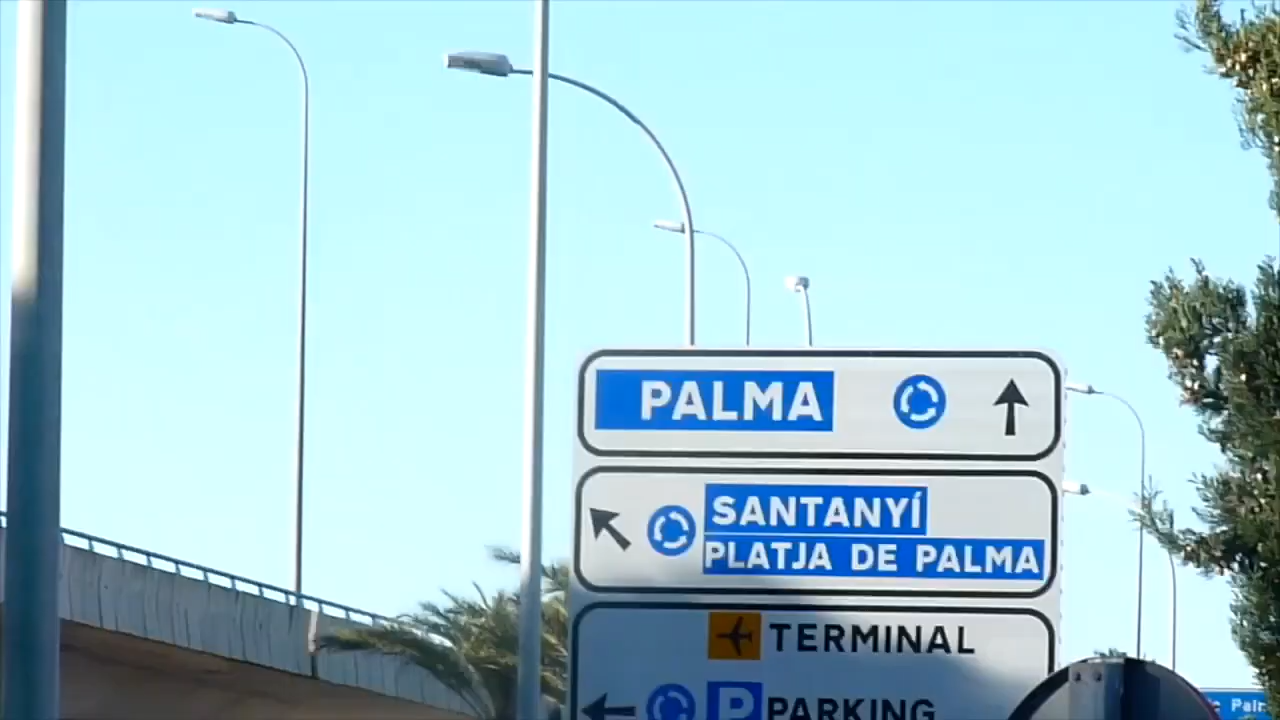 PALMA
SANTANYÍ
PLATJA DE PALMA
TERMINAL
P PARKING